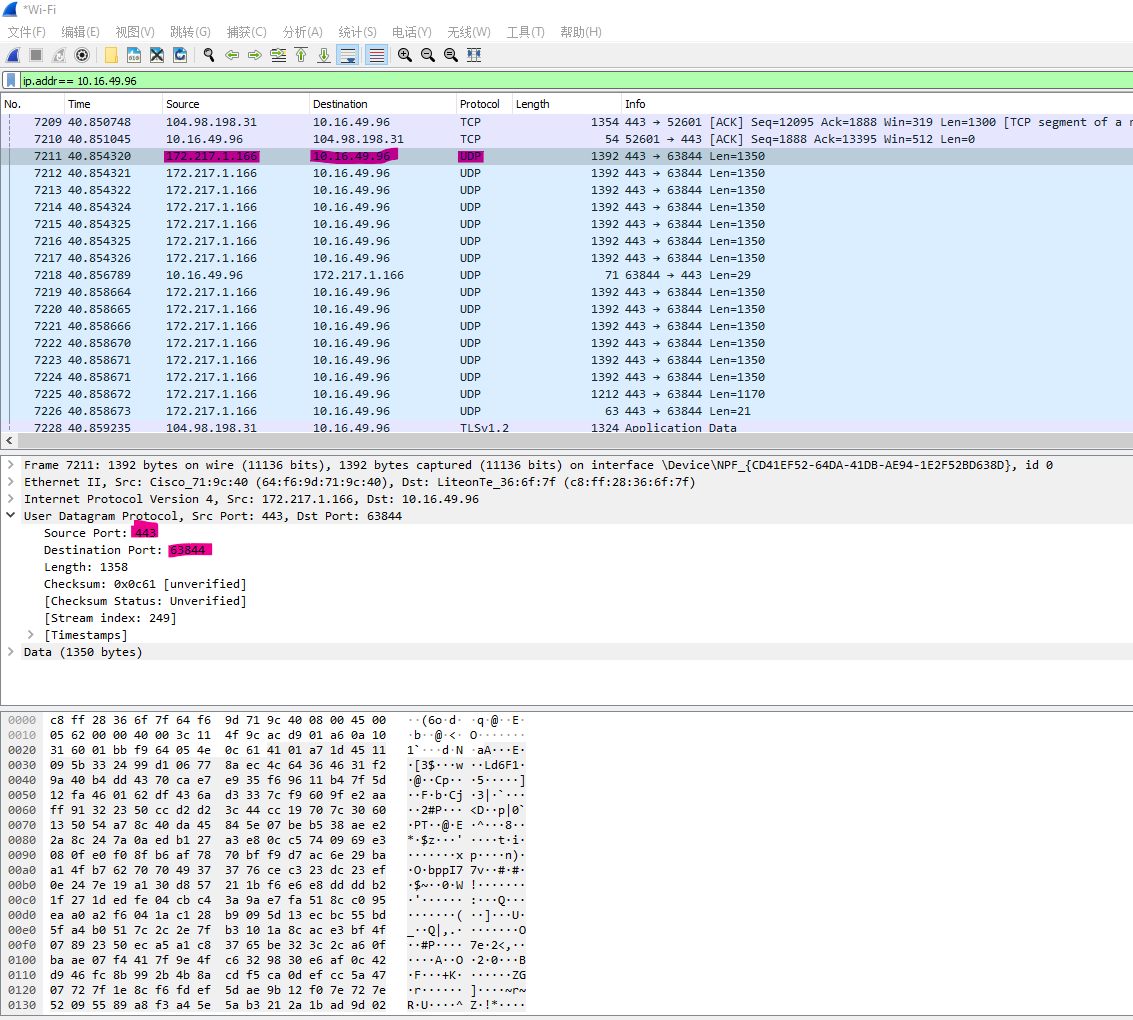 *Wi-Fi
文件(F) 编辑(E) 视图(V) 跳转(G) 捕获(C) 分析(A) 统计(S) 电话(Y) 无线(W) 工具(T) 帮助(H)
ip.addr== 10.16.49.96
No. Time Source Destination Protocol Length Info
7209 40.850748 104.98.198.31 10.16.49.96 TCP 1354 443 → 52601 [ACK] Seq=12095 Ack=1888 Win=319 Len=1300 [TCP segment of a
7210 40.851045 10.16.49.96 104.98.198.31 TCP 54 52601 → 443 [ACK] Seq=1888 Ack=13395 Win=512 Len=0
7211 40.854320 172.217.1.166 10.16.49.96 UDP 1392 443 → 63844 Len=1350
7212 40.854321 172.217.1.166 10.16.49.96 UDP 1392 443 → 63844 Len=1350
7213 40.854322 172.217.1.166 10.16.49.96 UDP 1392 443 → 63844 Len=1350
7214 40.854324 172.217.1.166 10.16.49.96 UDP 1392 443 → 63844 Len=1350
7215 40.854325 172.217.1.166 10.16.49.96 UDP 1392 443 → 63844 Len=1350
7216 40.854325 172.217.1.166 10.16.49.96 UDP 1392 443 → 63844 Len=1350
7217 40.854326 172.217.1.166 10.16.49.96 UDP 1392 443 → 63844 Len=1350
7218 40.856789 10.16.49.96 172.217.1.166 UDP 71 63844 → 443 Len=29
7219 40.858664 172.217.1.166 10.16.49.96 UDP 1392 443 → 63844 Len=1350
7220 40.858665 172.217.1.166 10.16.49.96 UDP 1392 443 → 63844 Len=1350
7221 40.858666 172.217.1.166 10.16.49.96 UDP 1392 443 → 63844 Len=1350
7222 40.858670 172.217.1.166 10.16.49.96 UDP 1392 443 → 63844 Len=1350
7223 40.858671 172.217.1.166 10.16.49.96 UDP 1392 443 → 63844 Len=1350
7224 40.858671 172.217.1.166 10.16.49.96 UDP 1392 443 → 63844 Len=1350
7225 40.858672 172.217.1.166 10.16.49.96 UDP 1212 443 → 63844 Len=1170
7226 40.858673 172.217.1.166 10.16.49.96 UDP 63 443 → 63844 Len=21
7228 40.859235 104.98.198.31 10.16.49.96 TLSv1.2 1324 Application Data
Frame 7211: 1392 bytes on wire (11136 bits), 1392 bytes captured (11136 bits) on interface \Device\NPF_{CD41EF52-64DA-41DB-AE94-1E2F52BD638D}, id 0
Ethernet II, Src: Cisco_71:9c:40 (64:f6:9d:71:9c:40), Dst: LiteonTe_36:6f:7f (c8:ff:28:36:6f:7f)
Internet Protocol Version 4, Src: 172.217.1.166, Dst: 10.16.49.96
User Datagram Protocol, Src Port: 443, Dst Port: 63844
Source Port: 443
Destination Port: 63844
Length: 1358
Checksum: 0x0c61 [unverified]
[Checksum Status: Unverified]
[Stream index: 249]
[Timestamps]
Data (1350 bytes)
0000 c8 ff 28 36 6f 7f 64 f6 9d 71 9c 40 08 00 45 00 ··(6o·d· ·q·@··E·
0010 05 62 00 00 40 00 3c 11 4f 9c ac d9 01 a6 0a 10 ·b··@·<· O·······
0020 31 60 01 bb f9 64 05 4e 0c 61 41 01 a7 1d 45 11 1`···d·N ·aA···E·
0030 09 5b 33 24 99 d1 06 77 8a ec 4c 64 36 46 31 f2 ·[3$···w ··Ld6F1·
0040 9a 40 b4 dd 43 70 ca e7 e9 35 f6 96 11 b4 7f 5d ·@··Cp·· ·5·····]
0050 12 fa 46 01 62 df 43 6a d3 33 7c f9 60 9f e2 aa ··F·b·Cj ·3|·`···
0060 ff 91 32 23 50 cc d2 d2 3c 44 cc 19 70 7c 30 60 ··2#P··· <D··p|0`
0070 13 50 54 a7 8c 40 da 45 84 5e 07 be b5 38 ae e2 ·PT··@·E ·^···8··
0080 2a 8c 24 7a 0a ed b1 27 a3 e8 0c c5 74 09 69 e3 *·$z···' ····t·i·
0090 08 0f e0 f0 8f b6 af 78 70 bf f9 d7 ac 6e 29 ba ·······x p····n)·
00a0 a1 4f b7 62 70 70 49 37 37 76 ce c3 23 dc 23 ef ·O·bppI7 7v··#·#·
00b0 0e 24 7e 19 a1 30 d8 57 21 1b f6 e6 e8 dd dd b2 ·$~··0·W !·······
00c0 1f 27 1d ed fe 04 cb c4 3a 9a e7 fa 51 8c c0 95 ·'······ :···Q···
00d0 ea a0 a2 f6 04 1a c1 28 b9 09 5d 13 ec bc 55 bd ·······( ··]···U·
00e0 5f a4 b0 51 7c 2c 2e 7f b3 10 1a 8c ac e3 bf 4f _··Q|,.· ·······O
00f0 07 89 23 50 ec a5 a1 c8 37 65 be 32 3c 2c a6 0f ··#P···· 7e·2<,··
0100 ba ae 07 f4 41 7f 9e 4f c6 32 98 30 e6 af 0c 42 ····A··O ·2·0···B
0110 d9 46 fc 8b 99 2b 4b 8a cd f5 ca 0d ef cc 5a 47 ·F···+K· ······ZG
0120 07 72 7f 1e 8c f6 fd ef 5d ae 9b 12 f0 7e 72 7e ·r······ ]····~r~
0130 52 09 55 89 a8 f3 a4 5e 5a b3 21 2a 1b ad 9d 02 R·U····^ Z·!*····